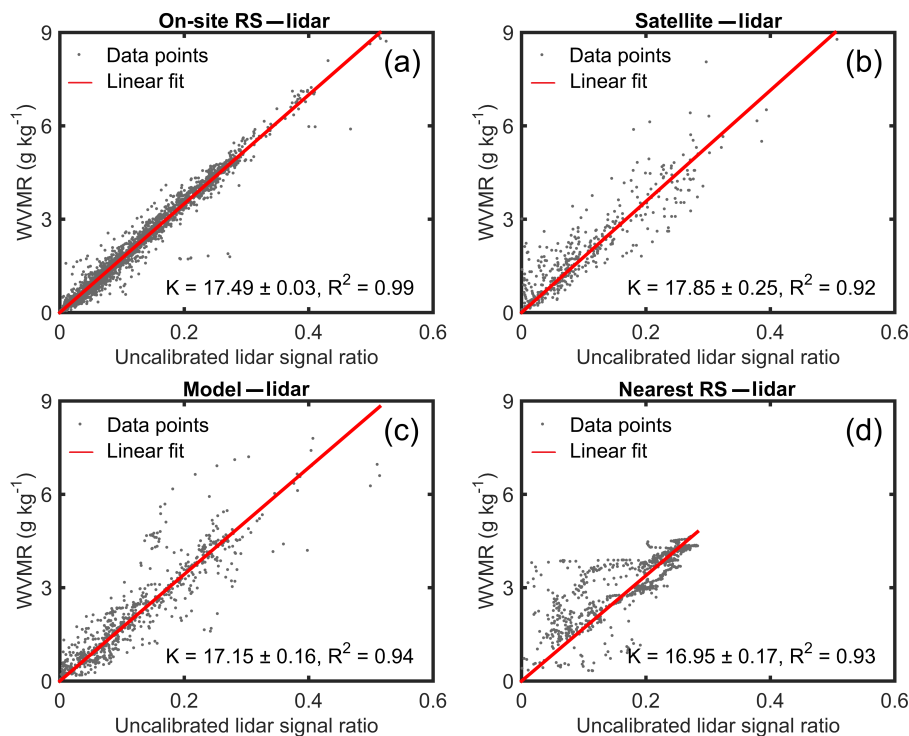 On-site RS—lidar
9
6
3
0
WVMR (g kg⁻¹)
Data points
Linear fit
(a)
K = 17.49 ± 0.03, R² = 0.99
0 0.2 0.4 0.6
Uncalibrated lidar signal ratio
Satellite—lidar
9
6
3
0
WVMR (g kg⁻¹)
Data points
Linear fit
(b)
K = 17.85 ± 0.25, R² = 0.92
0 0.2 0.4 0.6
Uncalibrated lidar signal ratio
Model—lidar
9
6
3
0
WVMR (g kg⁻¹)
Data points
Linear fit
(c)
K = 17.15 ± 0.16, R² = 0.94
0 0.2 0.4 0.6
Uncalibrated lidar signal ratio
Nearest RS—lidar
9
6
3
0
WVMR (g kg⁻¹)
Data points
Linear fit
(d)
K = 16.95 ± 0.17, R² = 0.93
0 0.2 0.4 0.6
Uncalibrated lidar signal ratio